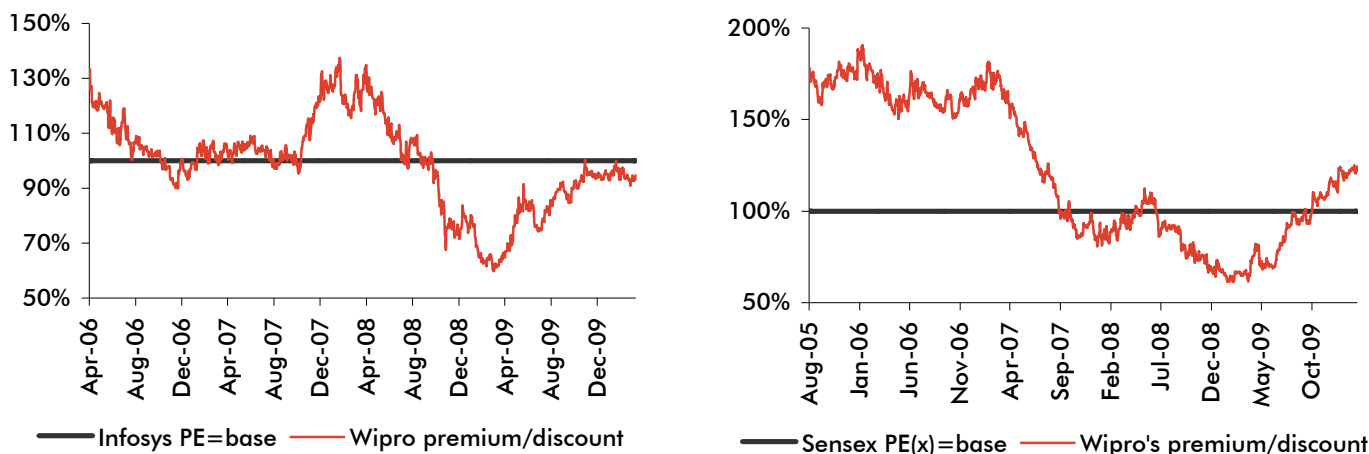 150%
130%
110%
90%
70%
50%
Apr-06
Aug-06
Dec-06
Apr-07
Aug-07
Dec-07
Apr-08
Aug-08
Dec-08
Apr-09
Aug-09
Dec-09
Infosys PE=base
Wipro premium/discount
200%
150%
100%
50%
Aug-05
Jan-06
Jun-06
Nov-06
Apr-07
Sep-07
Feb-08
Jul-08
Dec-08
May-09
Oct-09
Sensex PE(x)=base
Wipro's premium/discount